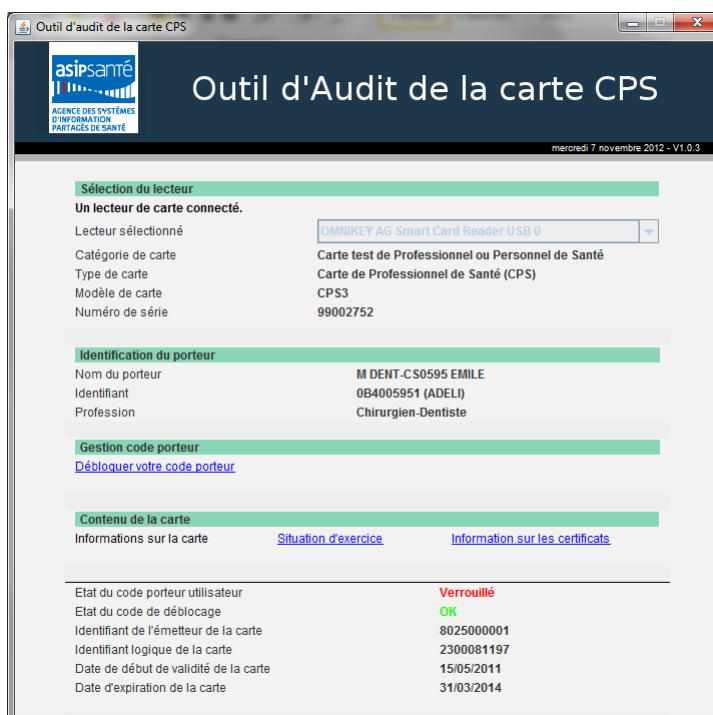 Outil d'audit de la carte CPS
asipsanté
AGENCE DES SYSTÈMES
D'INFORMATION
PARTAGÉS DE SANTÉ
Outil d'Audit de la carte CPS
mercredi 7 novembre 2012 - V1.0.3
Sélection du lecteur
Un lecteur de carte connecté.
Lecteur sélectionné OMNIKEY AG Smart Card Reader USB 0
Catégorie de carte Carte test de Professionnel ou Personnel de Santé
Type de carte Carte de Professionnel de Santé (CPS)
Modèle de carte CPS3
Numéro de série 99002752
Identification du porteur
Nom du porteur M DENT-CS0595 EMILE
Identifiant 0B4005951 (ADELI)
Profession Chirurgien-Dentiste
Gestion code porteur
Débloquer votre code porteur
Contenu de la carte
Informations sur la carte Situation d'exercice Information sur les certificats
Etat du code porteur utilisateur Verrouillé
Etat du code de déblocage OK
Identifiant de l'émetteur de la carte 8025000001
Identifiant logique de la carte 2300081197
Date de début de validité de la carte 15/05/2011
Date d'expiration de la carte 31/03/2014